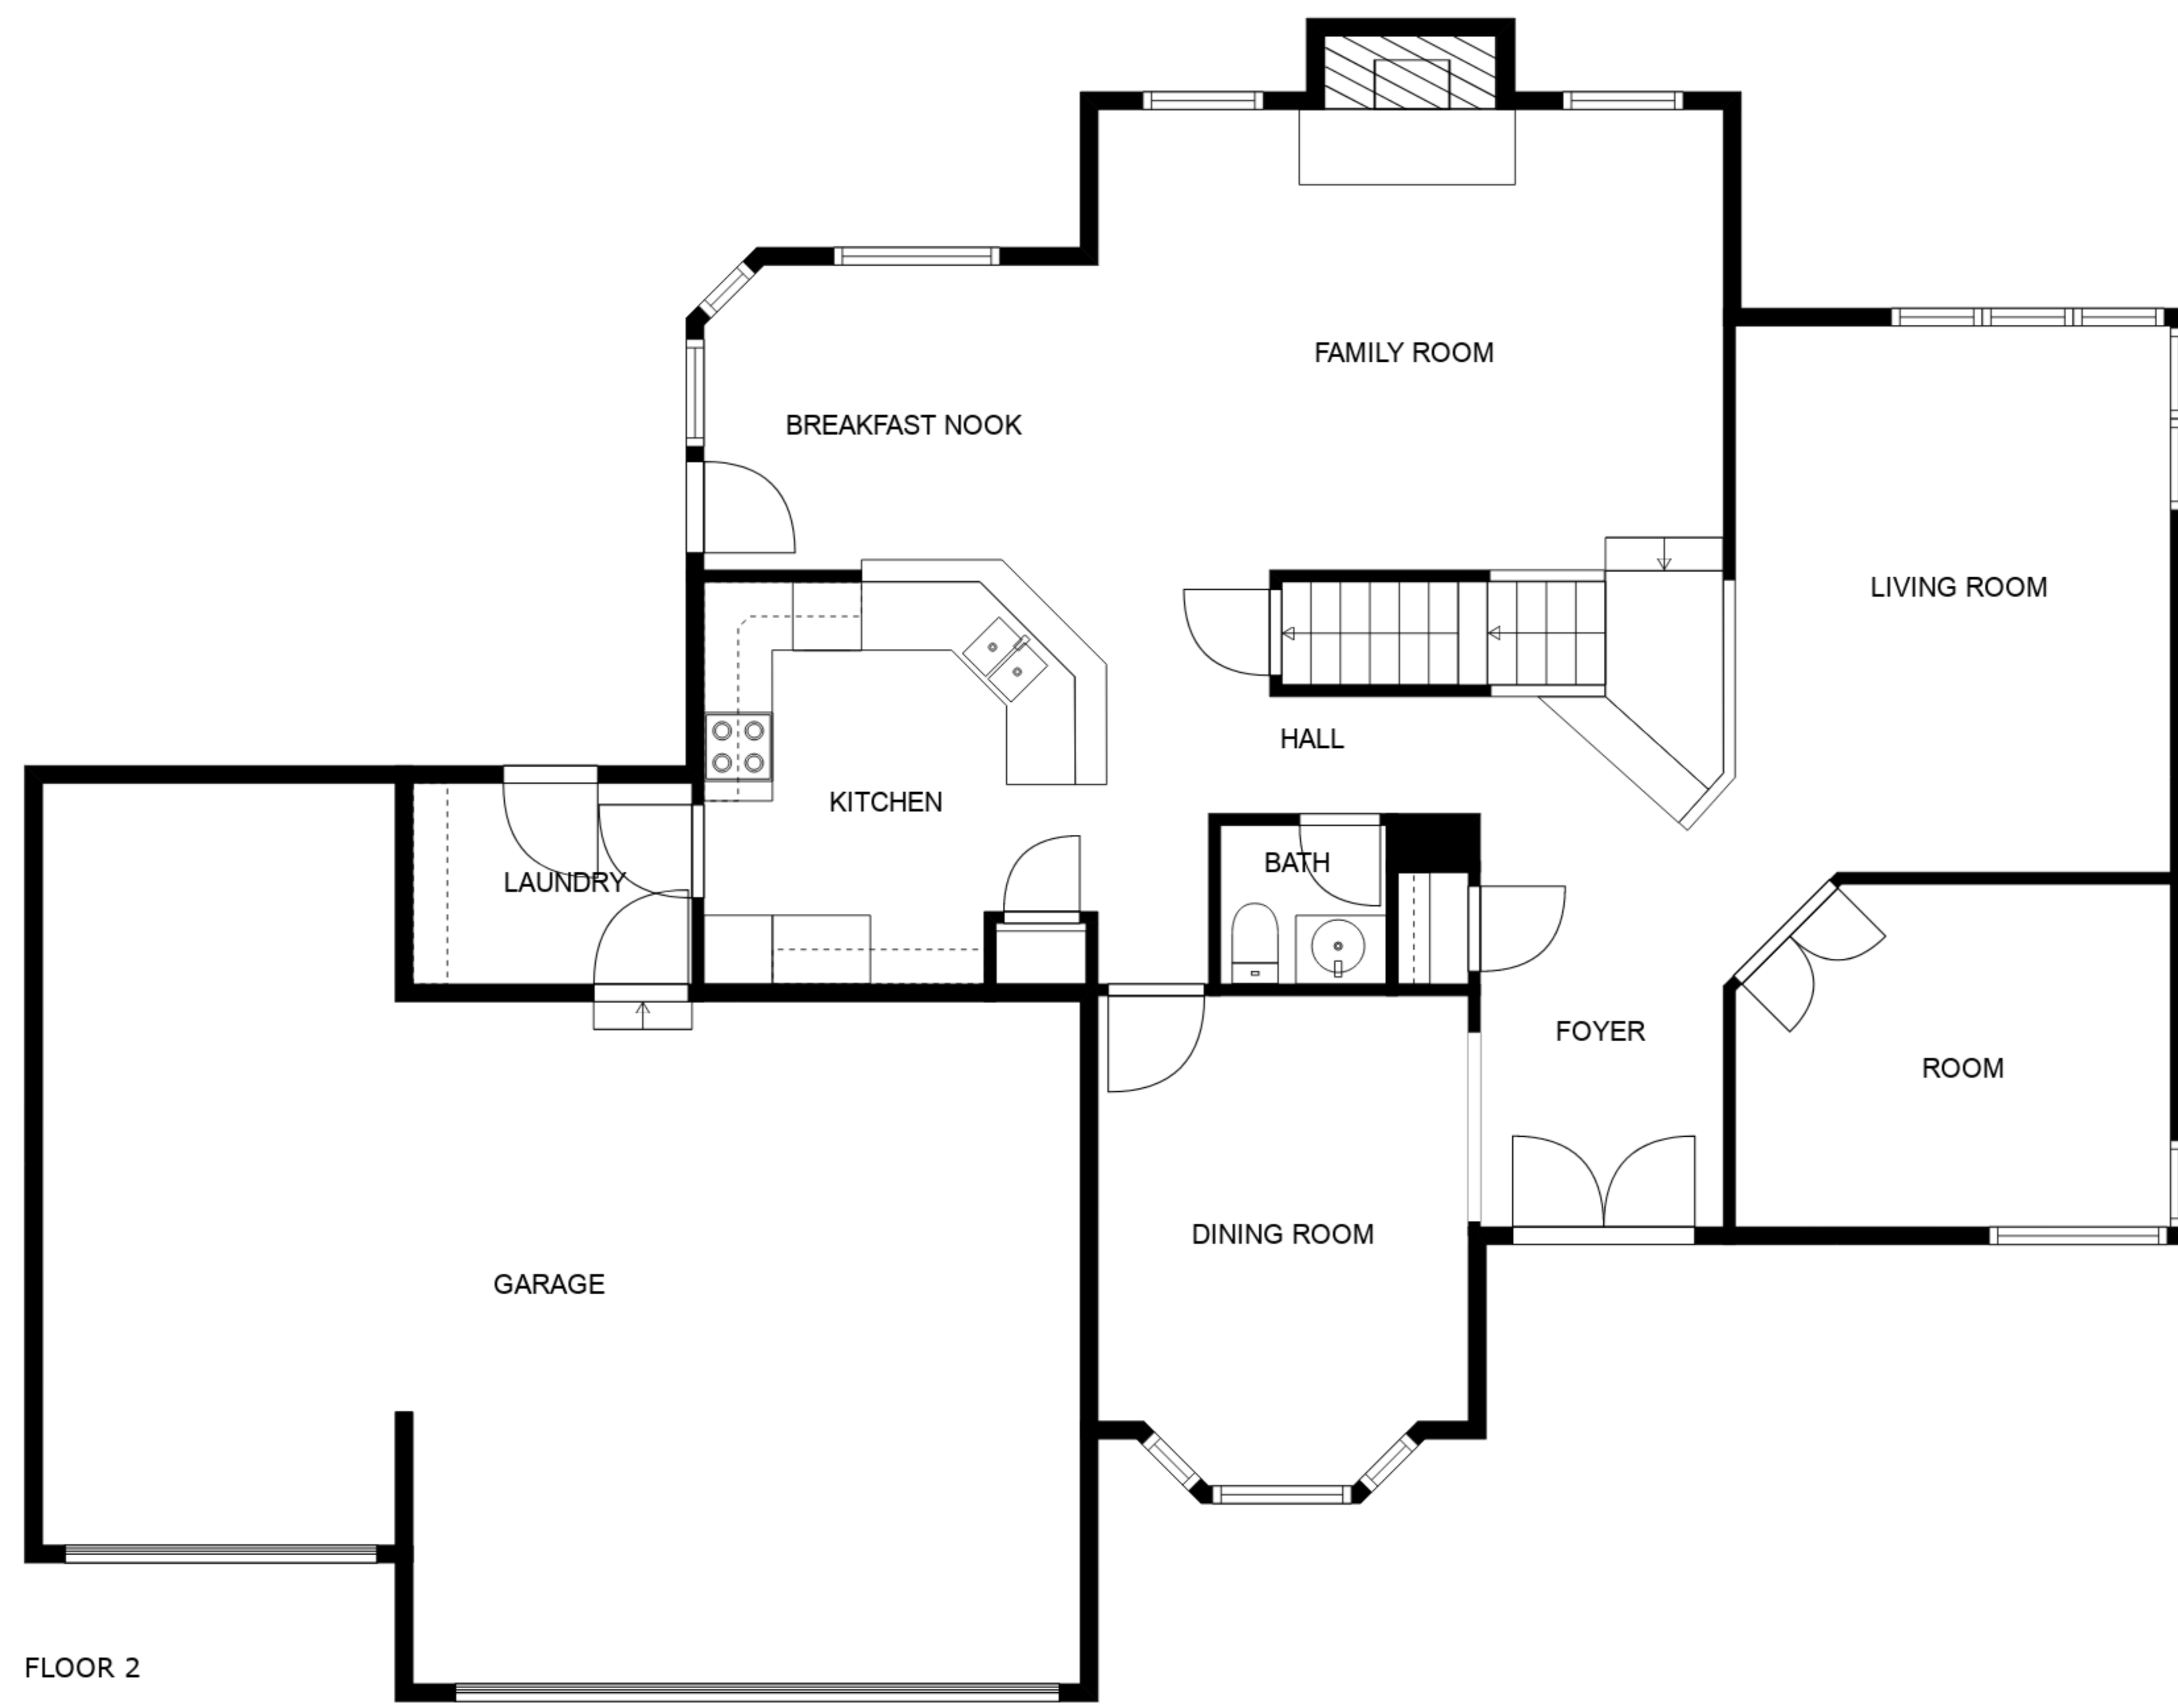 FAMILY ROOM
BREAKFAST NOOK
LIVING ROOM
HALL
KITCHEN
BATH
LAUNDRY
FOYER
ROOM
DINING ROOM
GARAGE
FLOOR 2